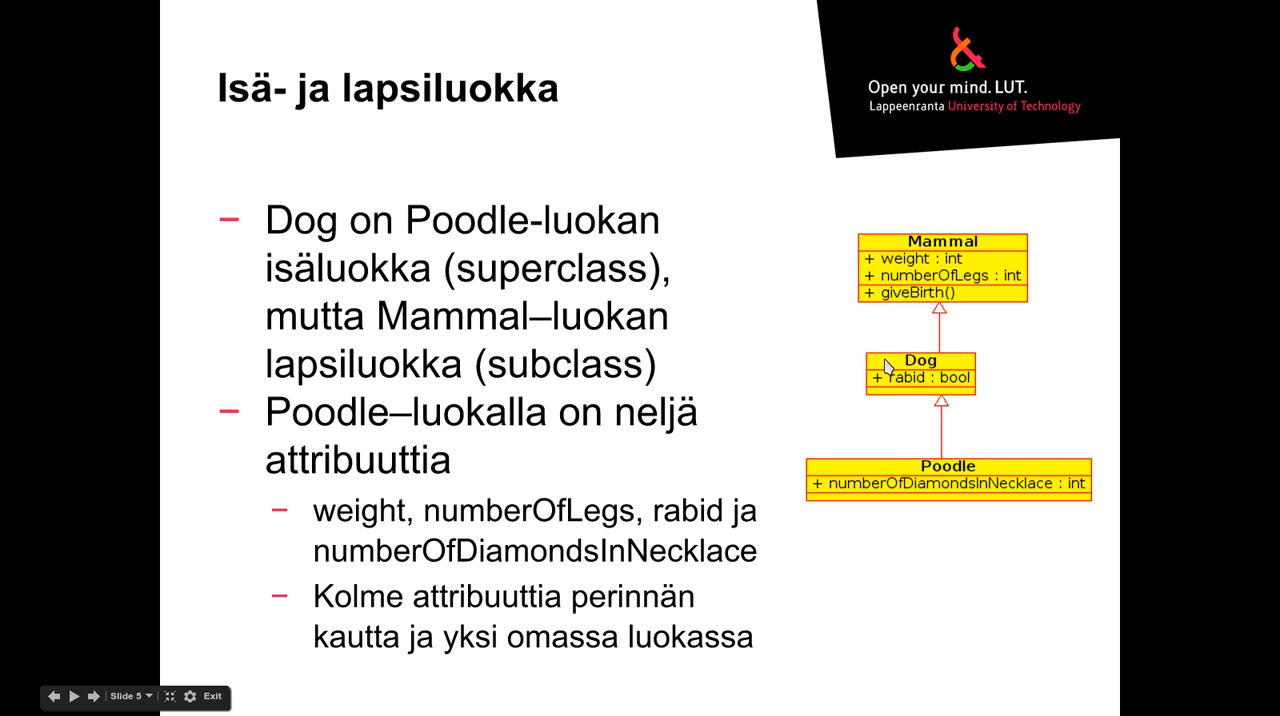 Isä- ja lapsiluokka
Open your mind. LUT.
Lappeenranta University of Technology
– Dog on Poodle-luokan
isäluokka (superclass),
mutta Mammal–luokan
lapsiluokka (subclass)
– Poodle–luokalla on neljä
attribuuttia
– weight, numberOfLegs, rabid ja
numberOfDiamondsInNecklace
– Kolme attribuuttia perinnän
kautta ja yksi omassa luokassa
Mammal
+ weight : int
+ numberOfLegs : int
+ giveBirth()
Dog
+ rabid : bool
Poodle
+ numberOfDiamondsInNecklace : int
Slide 5
Exit